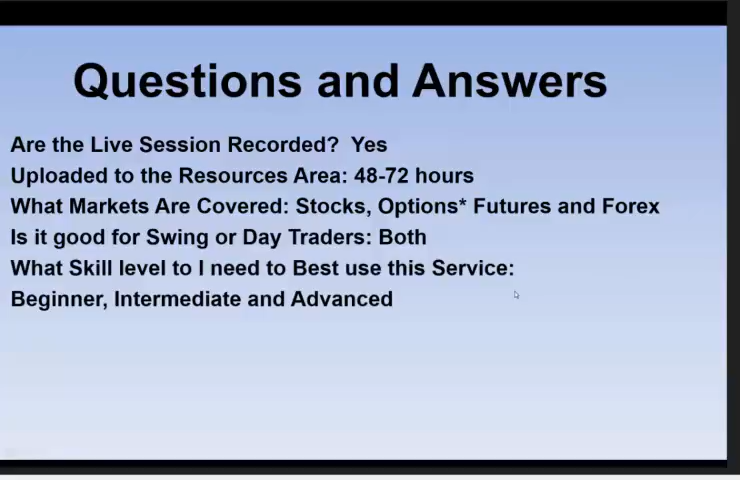 Questions and Answers
Are the Live Session Recorded?  Yes
Uploaded to the Resources Area: 48-72 hours
What Markets Are Covered: Stocks, Options* Futures and Forex
Is it good for Swing or Day Traders: Both
What Skill level to I need to Best use this Service:
Beginner, Intermediate and Advanced